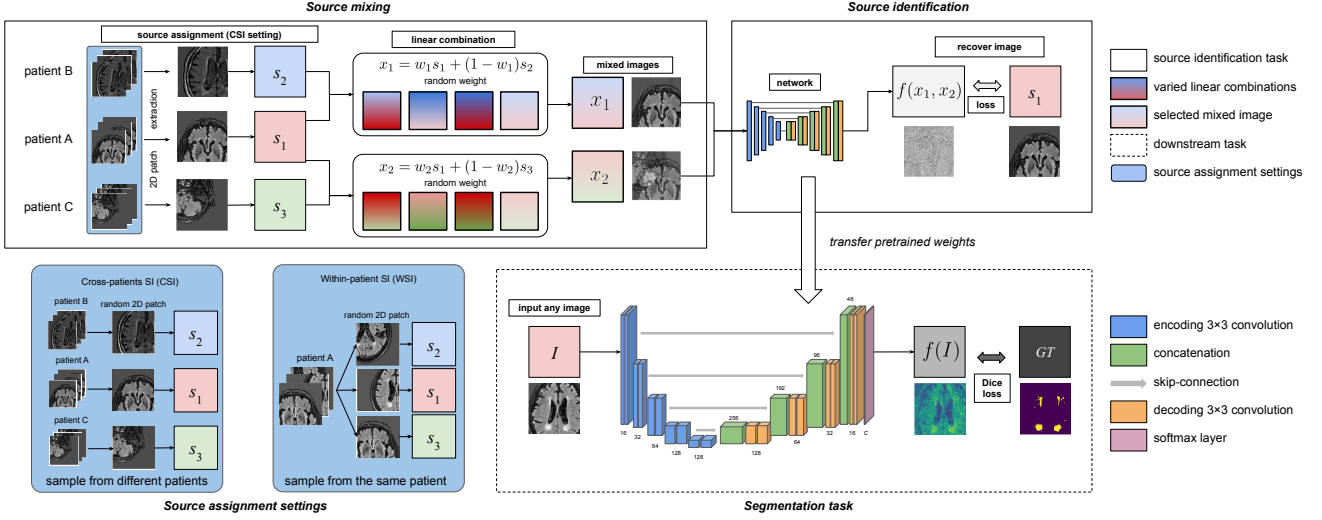 Source mixing
Source identification
source assignment (CSI setting)
linear combination
mixed images
patient B
patient A
patient C
2D patch extraction
s₂
s₁
s₃
x₁ = w₁s₁ + (1 − w₁)s₂
random weight
x₂ = w₂s₁ + (1 − w₂)s₃
random weight
x₁
x₂
network
recover image
f(x₁, x₂)
loss
s₁
source identification task
varied linear combinations
selected mixed image
downstream task
source assignment settings
transfer pretrained weights
Cross-patients SI (CSI)
patient B
random 2D patch
s₂
patient A
s₁
patient C
s₃
sample from different patients
Within-patient SI (WSI)
random 2D patch
patient A
s₂
s₁
s₃
sample from the same patient
Source assignment settings
input any image
I
16
32
64
128
128
256
128
192
64
96
32
48
16
C
f(I)
Dice loss
GT
encoding 3×3 convolution
concatenation
skip-connection
decoding 3×3 convolution
softmax layer
Segmentation task